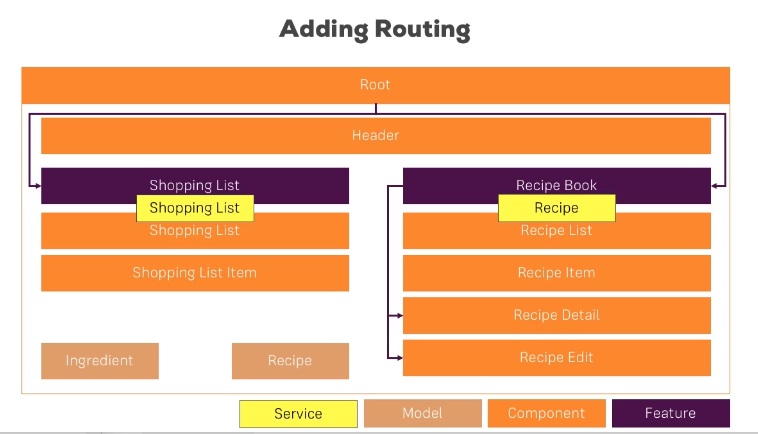 Adding Routing
Root
Header
Shopping List
Recipe Book
Shopping List
Recipe
Shopping List
Recipe List
Shopping List Item
Recipe Item
Recipe Detail
Ingredient
Recipe
Recipe Edit
Service
Model
Component
Feature